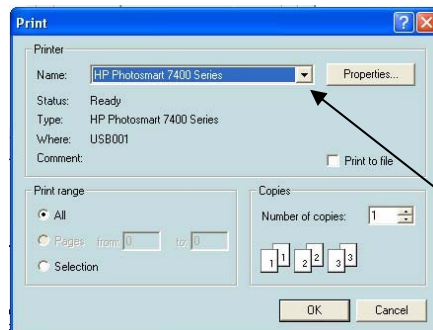 Print
Printer
Name: HP Photosmart 7400 Series Properties...
Status: Ready
Type: HP Photosmart 7400 Series
Where: USB001
Comment: Print to file
Print range
All
Pages from: 0 to: 0
Selection
Copies
Number of copies: 1
1 1 2 2 3 3
OK Cancel